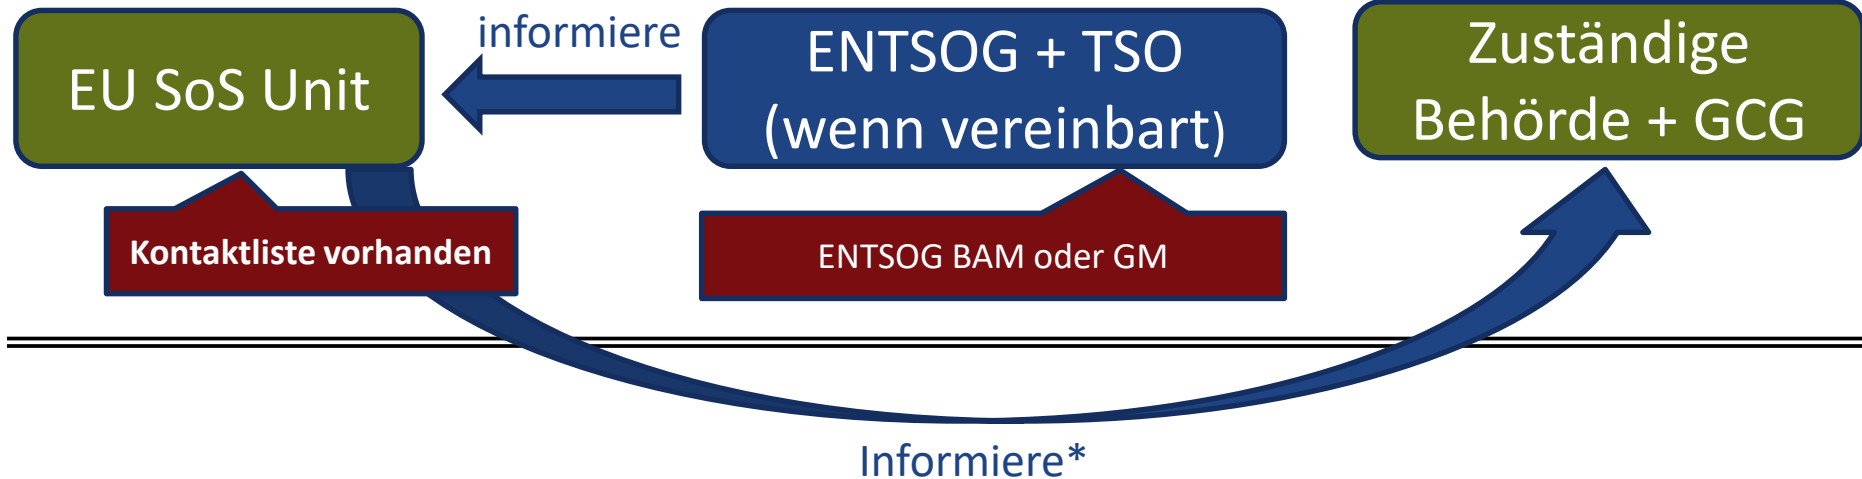 EU SoS Unit
informiere
ENTSOG + TSO
(wenn vereinbart)
Zuständige
Behörde + GCG
Kontaktliste vorhanden
ENTSOG BAM oder GM
Informiere*